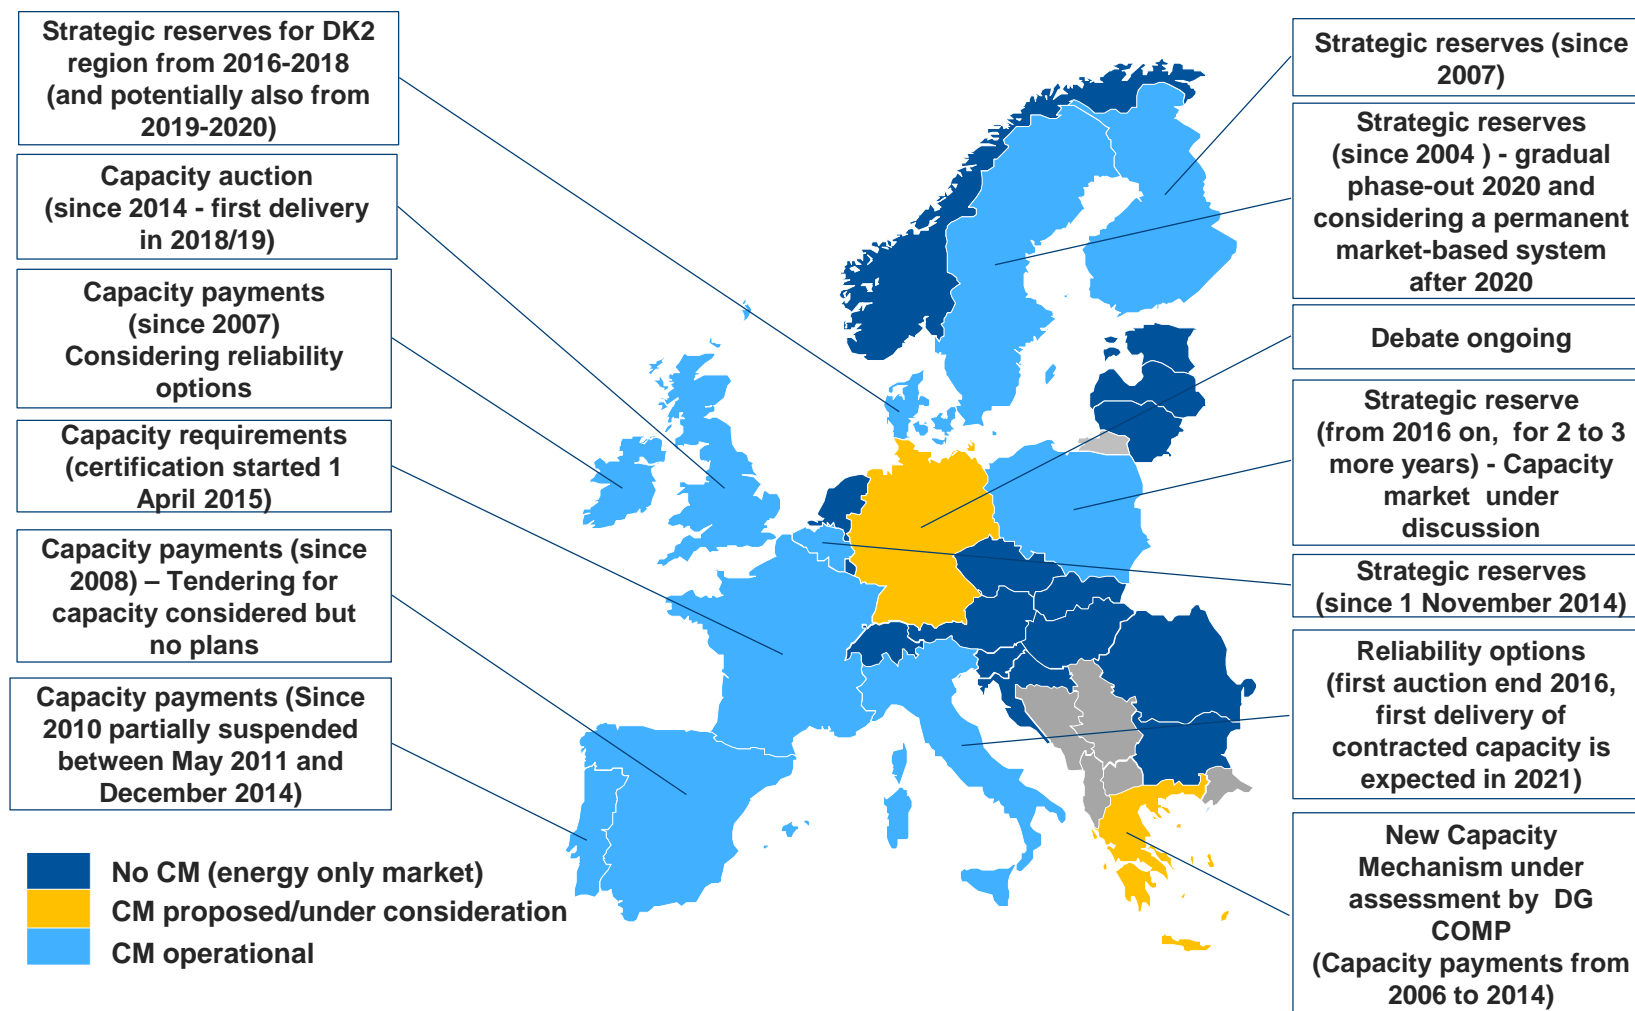 Strategic reserves for DK2
region from 2016-2018
(and potentially also from
2019-2020)
Capacity auction
(since 2014 - first delivery
in 2018/19)
Capacity payments
(since 2007)
Considering reliability
options
Capacity requirements
(certification started 1
April 2015)
Capacity payments (since
2008) – Tendering for
capacity considered but
no plans
Capacity payments (Since
2010 partially suspended
between May 2011 and
December 2014)
No CM (energy only market)
CM proposed/under consideration
CM operational
Strategic reserves (since
2007)
Strategic reserves
(since 2004 ) - gradual
phase-out 2020 and
considering a permanent
market-based system
after 2020
Debate ongoing
Strategic reserve
(from 2016 on, for 2 to 3
more years) - Capacity
market under
discussion
Strategic reserves
(since 1 November 2014)
Reliability options
(first auction end 2016,
first delivery of
contracted capacity is
expected in 2021)
New Capacity
Mechanism under
assessment by DG
COMP
(Capacity payments from
2006 to 2014)